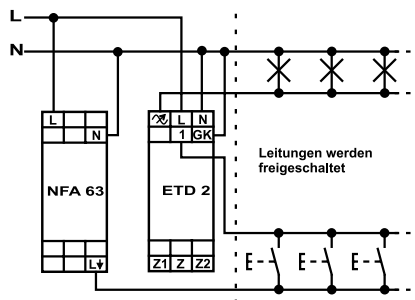 L
N
L
N
NFA 63
L
L N
1 GK
ETD 2
Z1 Z Z2
Leitungen werden
freigeschaltet